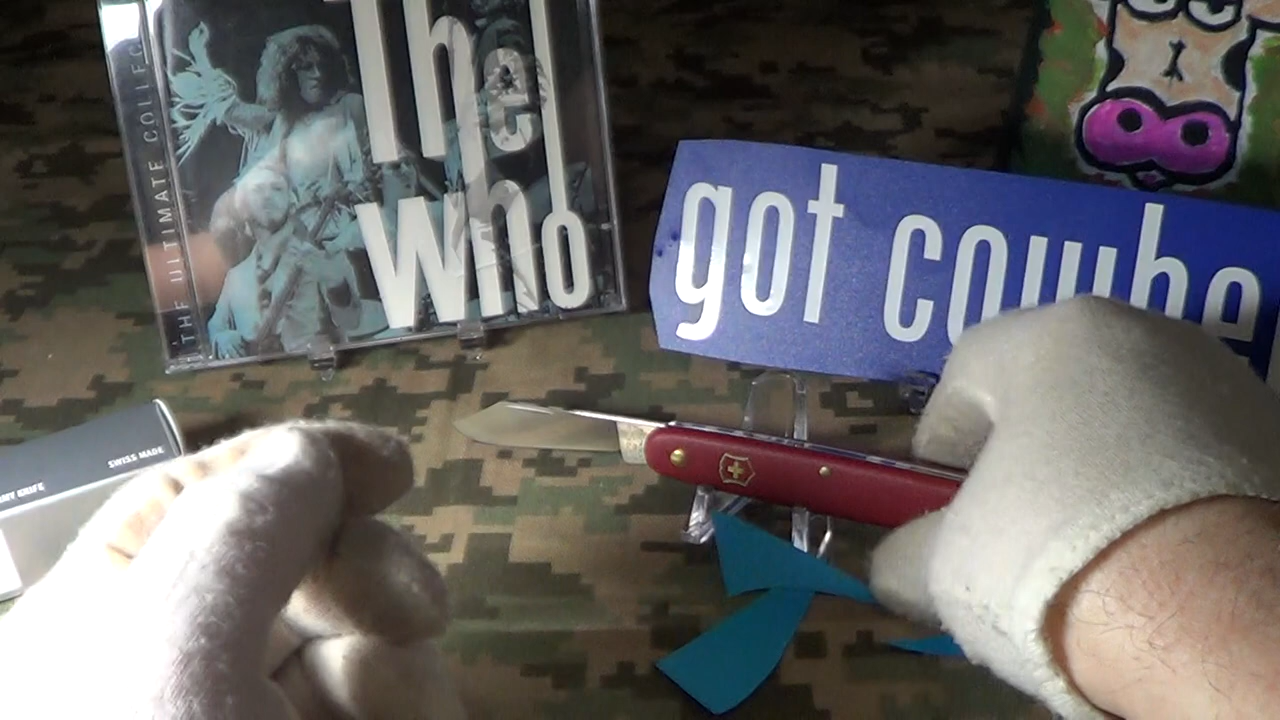 THE ULTIMATE COLLEC
The
Who
got cowbe
SWISS MADE